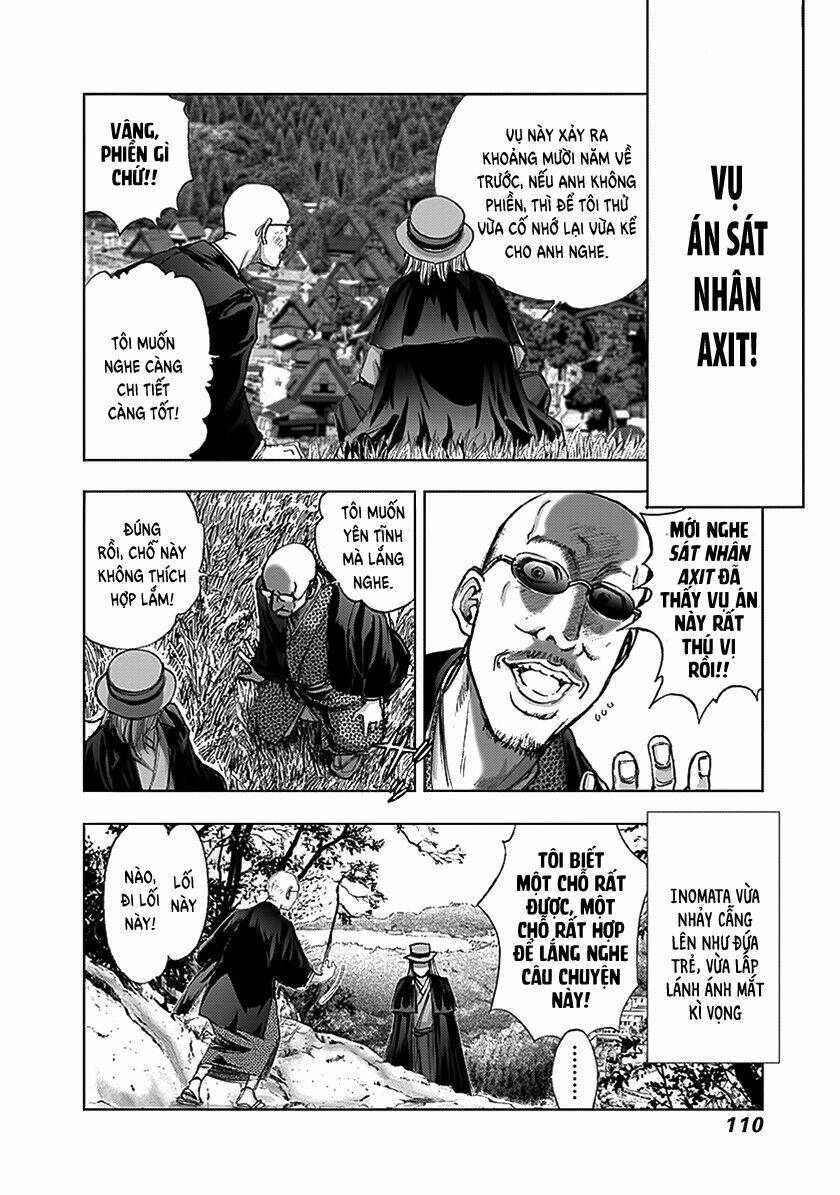 VỤ
ÁN SÁT
NHÂN
AXIT!
VỤ NÀY XẢY RA
KHOẢNG MƯỜI NĂM VỀ
TRƯỚC, NẾU ANH KHÔNG
PHIỀN, THÌ ĐỂ TÔI THỬ
VỪA CỐ NHỚ LẠI VỪA KỂ
CHO ANH NGHE.
VÂNG,
PHIỀN GÌ
CHỨ!!
TÔI MUỐN
NGHE CÀNG
CHI TIẾT
CÀNG TỐT!
MỚI NGHE
SÁT NHÂN
AXIT ĐÃ
THẤY VỤ ÁN
NÀY RẤT
THÚ VỊ
RỒI!!
TÔI MUỐN
YÊN TĨNH
MÀ LẮNG
NGHE.
ĐÚNG
RỒI, CHỖ NÀY
KHÔNG THÍCH
HỢP LẮM!
INOMATA VỪA
NHẢY CẪNG
LÊN NHƯ ĐỨA
TRẺ, VỪA LẤP
LÁNH ÁNH MẮT
KÌ VỌNG
TÔI BIẾT
MỘT CHỖ RẤT
ĐƯỢC, MỘT
CHỖ RẤT HỢP
ĐỂ LẮNG NGHE
CÂU CHUYỆN
NÀY!
......
LỐI
NÀY
NÀO,
ĐI LỐI
NÀY!
110